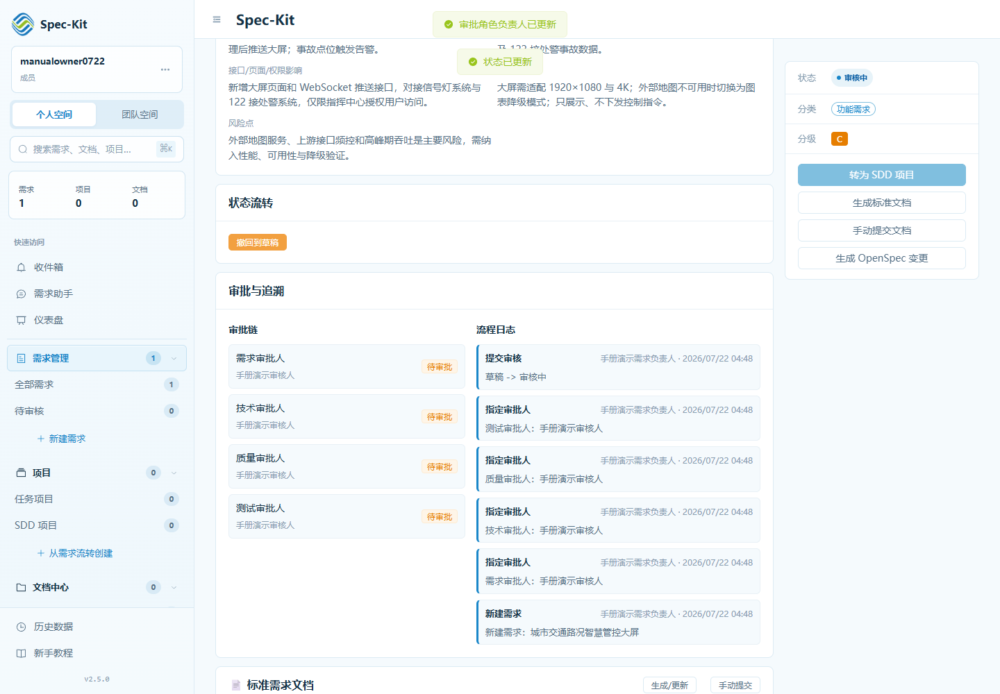 Spec-Kit
manualowner0722
成员
个人空间
团队空间
搜索需求、文档、项目...
⌘K
需求
项目
文档
1
0
0
快速访问
收件箱
需求助手
仪表盘
需求管理
1
全部需求
1
待审核
0
+ 新建需求
项目
0
任务项目
0
SDD 项目
0
+ 从需求流转创建
文档中心
0
历史数据
新手教程
v2.5.0
Spec-Kit
审批角色负责人已更新
状态已更新
理后推送大屏；事故点位触发告警。
及 122 接处警事故数据。
接口/页面/权限影响
新增大屏页面和 WebSocket 推送接口，对接信号灯系统与
122 接处警系统，仅限指挥中心授权用户访问。
大屏需适配 1920×1080 与 4K；外部地图不可用时切换为图
表降级模式；只展示、不下发控制指令。
风险点
外部地图服务、上游接口频控和高峰期吞吐是主要风险，需纳
入性能、可用性与降级验证。
状态流转
撤回到草稿
审批与追溯
审批链
需求审批人
手册演示审核人
待审批
技术审批人
手册演示审核人
待审批
质量审批人
手册演示审核人
待审批
测试审批人
手册演示审核人
待审批
流程日志
提交审核
手册演示需求负责人 · 2026/07/22 04:48
草稿 -> 审核中
指定审批人
手册演示需求负责人 · 2026/07/22 04:48
测试审批人：手册演示审核人
指定审批人
手册演示需求负责人 · 2026/07/22 04:48
质量审批人：手册演示审核人
指定审批人
手册演示需求负责人 · 2026/07/22 04:48
技术审批人：手册演示审核人
指定审批人
手册演示需求负责人 · 2026/07/22 04:48
需求审批人：手册演示审核人
新建需求
手册演示需求负责人 · 2026/07/22 04:48
新建需求：城市交通路况智慧管控大屏
标准需求文档
生成/更新
手动提交
状态
审核中
分类
功能需求
分级
C
转为 SDD 项目
生成标准文档
手动提交文档
生成 OpenSpec 变更